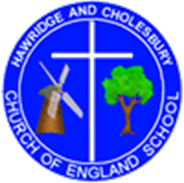 HAWRIDGE AND CHOLESBURY
CHURCH OF ENGLAND SCHOOL